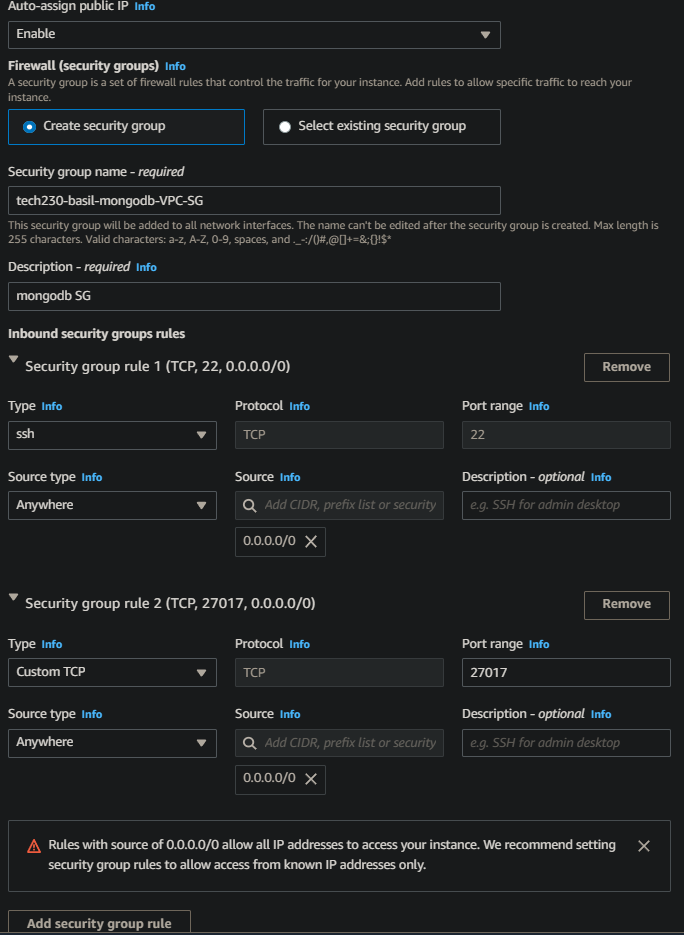 Auto-assign public IP Info
Enable
Firewall (security groups) Info
A security group is a set of firewall rules that control the traffic for your instance. Add rules to allow specific traffic to reach your
instance.
Create security group
Select existing security group
Security group name - required
tech230-basil-mongodb-VPC-SG
This security group will be added to all network interfaces. The name can't be edited after the security group is created. Max length is
255 characters. Valid characters: a-z, A-Z, 0-9, spaces, and ._-:/()#,@[]+=&;{}!$*
Description - required Info
mongodb SG
Inbound security groups rules
Security group rule 1 (TCP, 22, 0.0.0.0/0)
Remove
Type Info
Protocol Info
Port range Info
ssh
TCP
22
Source type Info
Source Info
Description - optional Info
Anywhere
Add CIDR, prefix list or security
e.g. SSH for admin desktop
0.0.0.0/0
Security group rule 2 (TCP, 27017, 0.0.0.0/0)
Remove
Type Info
Protocol Info
Port range Info
Custom TCP
TCP
27017
Source type Info
Source Info
Description - optional Info
Anywhere
Add CIDR, prefix list or security
e.g. SSH for admin desktop
0.0.0.0/0
Rules with source of 0.0.0.0/0 allow all IP addresses to access your instance. We recommend setting
security group rules to allow access from known IP addresses only.
Add security group rule